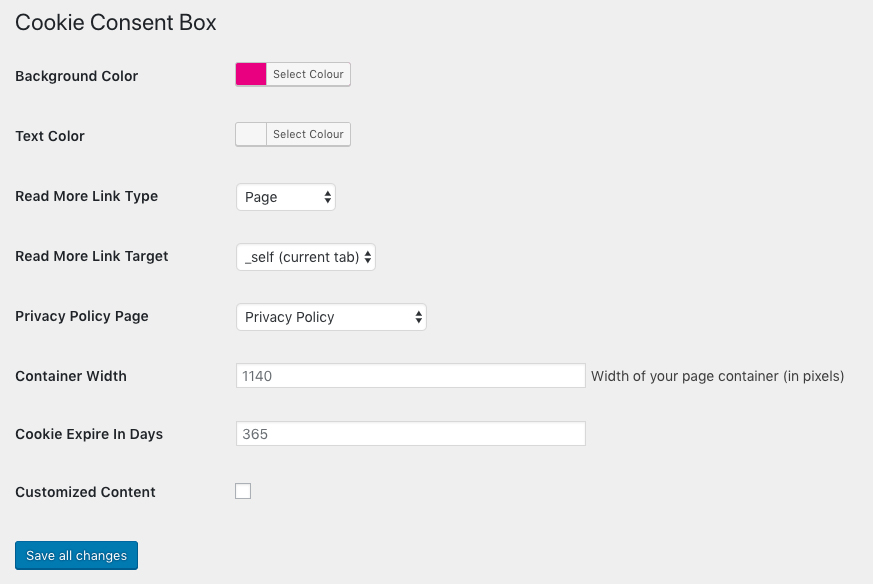 Cookie Consent Box
Background Color Select Colour
Text Color Select Colour
Read More Link Type Page
Read More Link Target _self (current tab)
Privacy Policy Page Privacy Policy
Container Width 1140 Width of your page container (in pixels)
Cookie Expire In Days 365
Customized Content
Save all changes